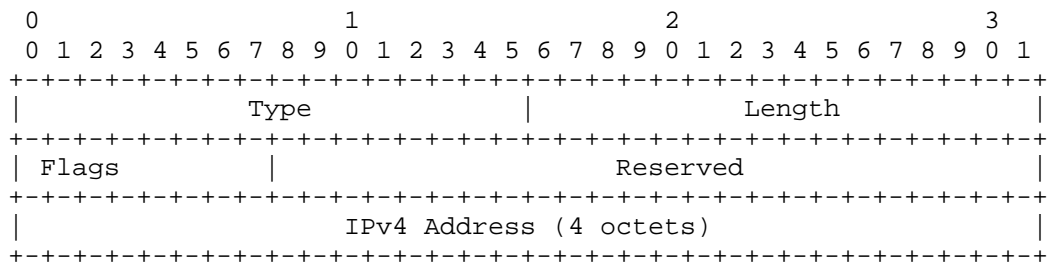 0                   1                   2                   3
 0 1 2 3 4 5 6 7 8 9 0 1 2 3 4 5 6 7 8 9 0 1 2 3 4 5 6 7 8 9 0 1
+-+-+-+-+-+-+-+-+-+-+-+-+-+-+-+-+-+-+-+-+-+-+-+-+-+-+-+-+-+-+-+-+
|              Type             |             Length            |
+-+-+-+-+-+-+-+-+-+-+-+-+-+-+-+-+-+-+-+-+-+-+-+-+-+-+-+-+-+-+-+-+
| Flags         |                     Reserved                  |
+-+-+-+-+-+-+-+-+-+-+-+-+-+-+-+-+-+-+-+-+-+-+-+-+-+-+-+-+-+-+-+-+
|                    IPv4 Address (4 octets)                    |
+-+-+-+-+-+-+-+-+-+-+-+-+-+-+-+-+-+-+-+-+-+-+-+-+-+-+-+-+-+-+-+-+